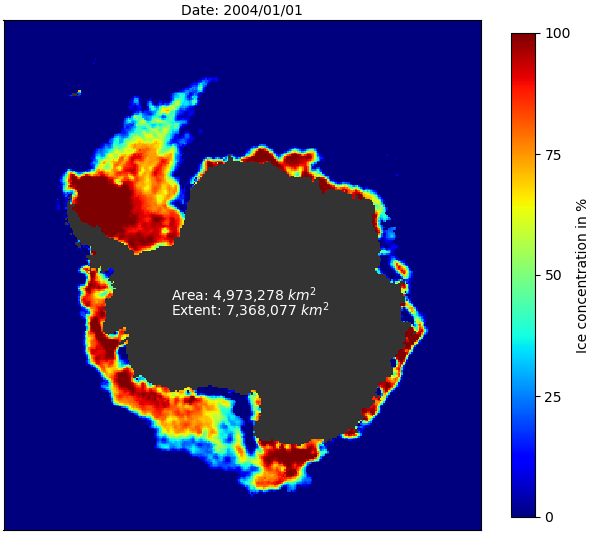 Date: 2004/01/01
100
75
50
25
0
Ice concentration in %
Area: 4,973,278 km²
Extent: 7,368,077 km²